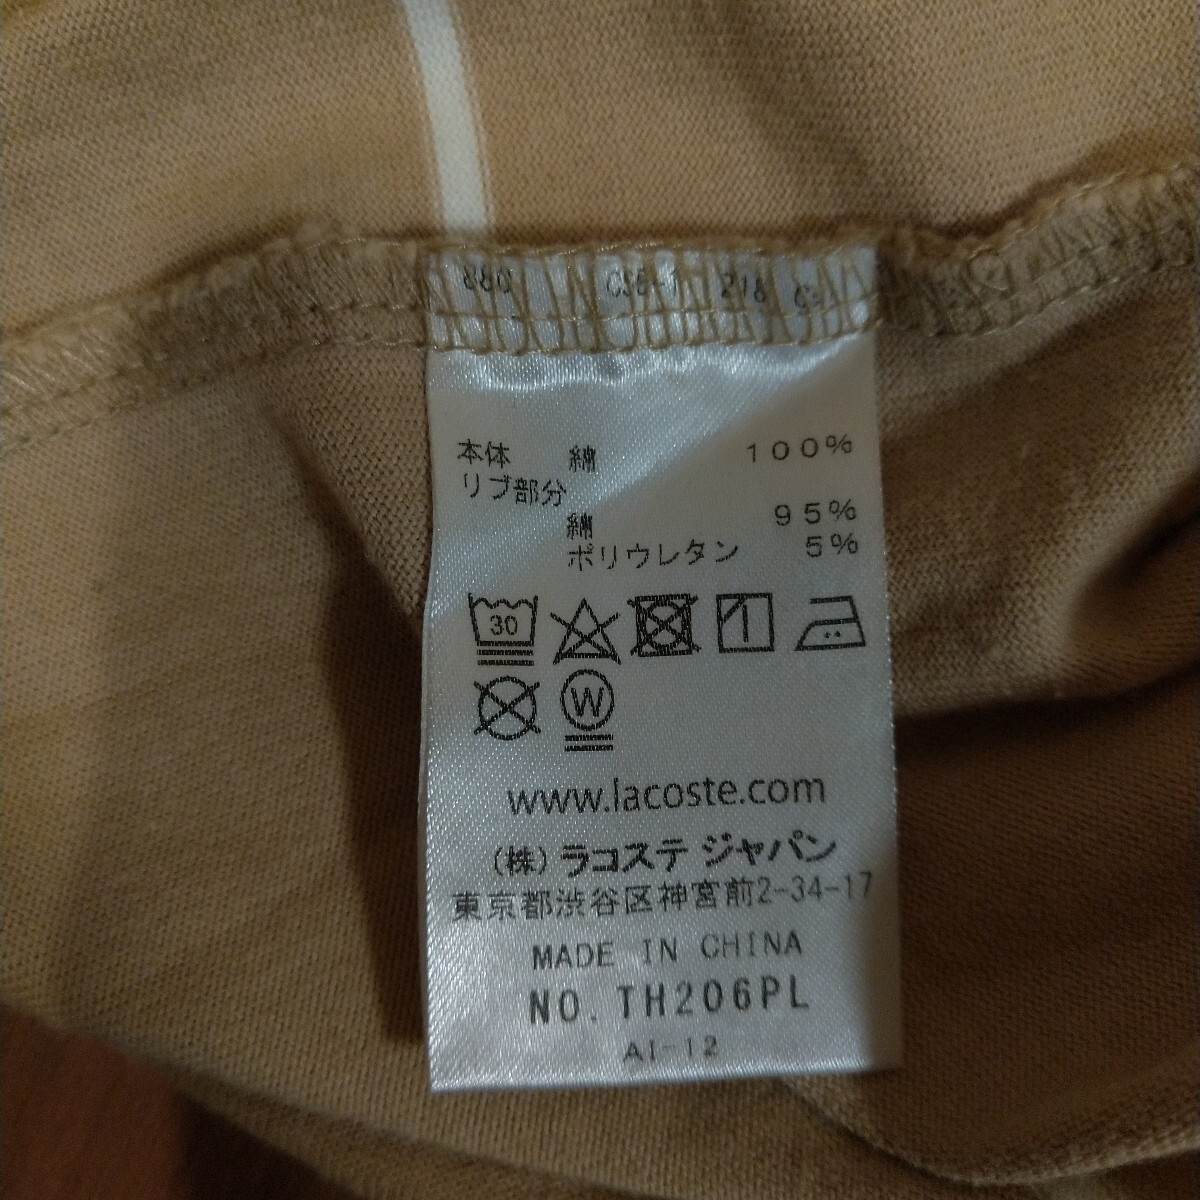 880 218
本体 綿 100%
リブ部分
綿 95%
ポリウレタン 5%
30
W
www.lacoste.com
(株) ラコステ ジャパン
東京都渋谷区神宮前2-34-17
MADE IN CHINA
NO. TH206PL
AI-12